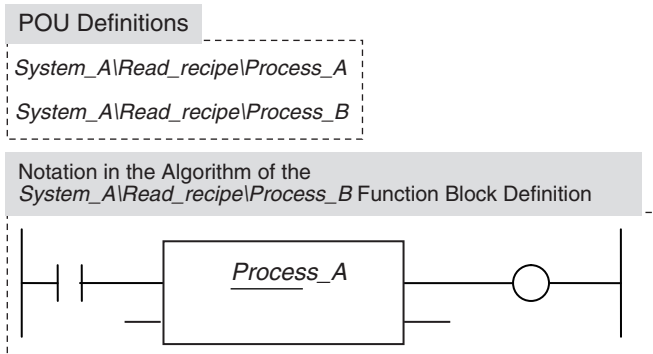 POU Definitions
System_A\Read_recipe\Process_A
System_A\Read_recipe\Process_B
Notation in the Algorithm of the
System_A\Read_recipe\Process_B Function Block Definition
Process_A